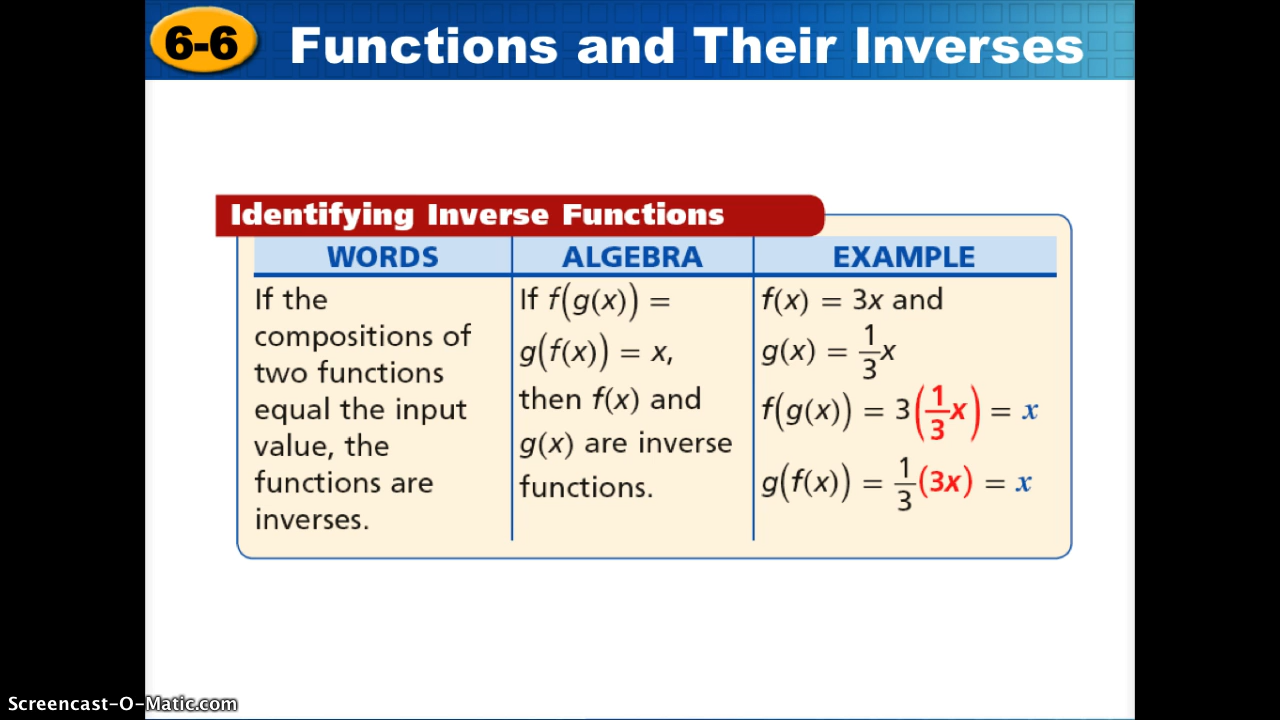 6-6 Functions and Their Inverses
Identifying Inverse Functions
WORDS
If the
compositions of
two functions
equal the input
value, the
functions are
inverses.
ALGEBRA
If f(g(x)) =
g(f(x)) = x,
then f(x) and
g(x) are inverse
functions.
EXAMPLE
f(x) = 3x and
g(x) = 1/3x
f(g(x)) = 3(1/3x) = x
g(f(x)) = 1/3(3x) = x
Screencast-O-Matic.com